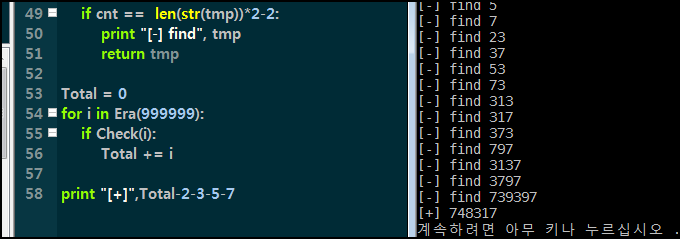 49 if cnt == len(str(tmp))*2-2:
50 print "[-] find", tmp
51 return tmp
52
53 Total = 0
54 for i in Era(999999):
55 if Check(i):
56 Total += i
57
58 print "[+]",Total-2-3-5-7
[-] find 5
[-] find 7
[-] find 23
[-] find 37
[-] find 53
[-] find 73
[-] find 313
[-] find 317
[-] find 373
[-] find 797
[-] find 3137
[-] find 3797
[-] find 739397
[+] 748317
계속하려면 아무 키나 누르십시오 .